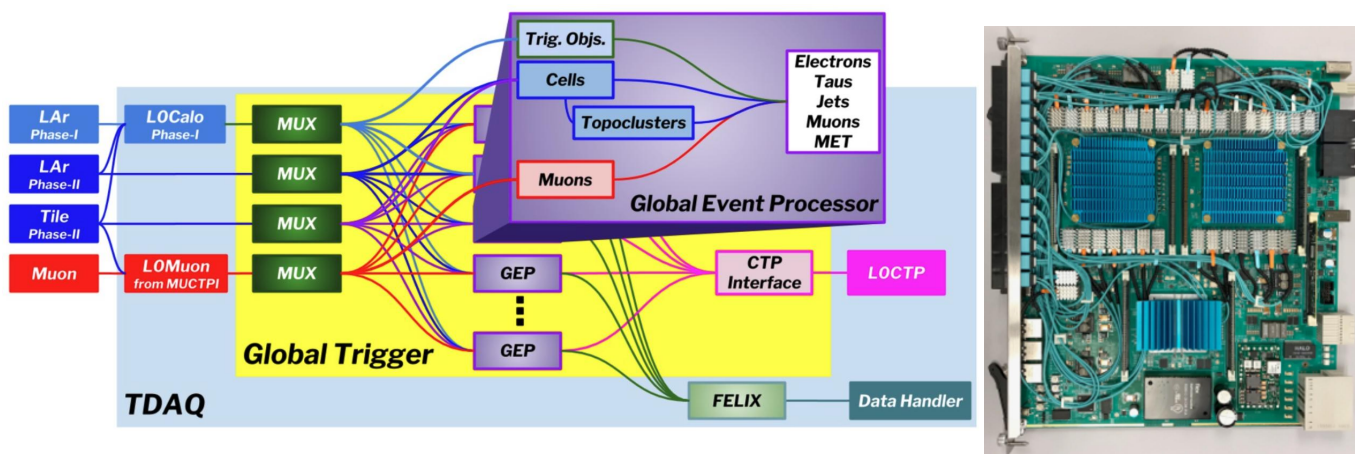 Trig. Objs.
Cells
Topoclusters
Muons
Electrons
Taus
Jets
Muons
MET
Global Event Processor
LAr
Phase-I
L0Calo
Phase-I
MUX
LAr
Phase-II
MUX
Tile
Phase-II
MUX
Muon
L0Muon
from MUCTPI
MUX
GEP
CTP
Interface
L0CTP
GEP
Global Trigger
TDAQ
FELIX
Data Handler